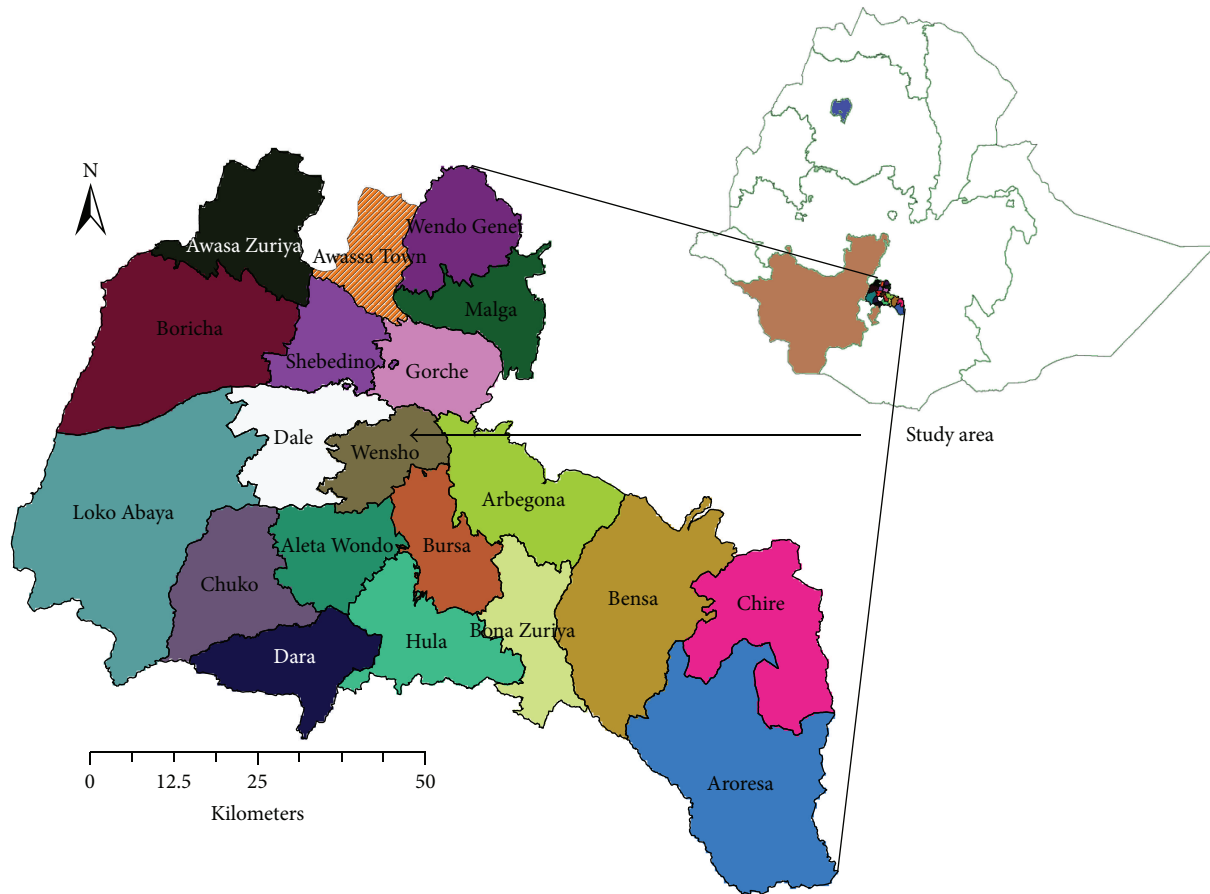 N
Awasa Zuriya
Awassa Town
Wendo Genet
Malga
Boricha
Shebedino
Gorche
Dale
Wensho
Study area
Loko Abaya
Arbegona
Aleta Wondo
Bursa
Chuko
Bensa
Chire
Hula
Bona Zuriya
Dara
Aroresa
0 12.5 25 50
Kilometers